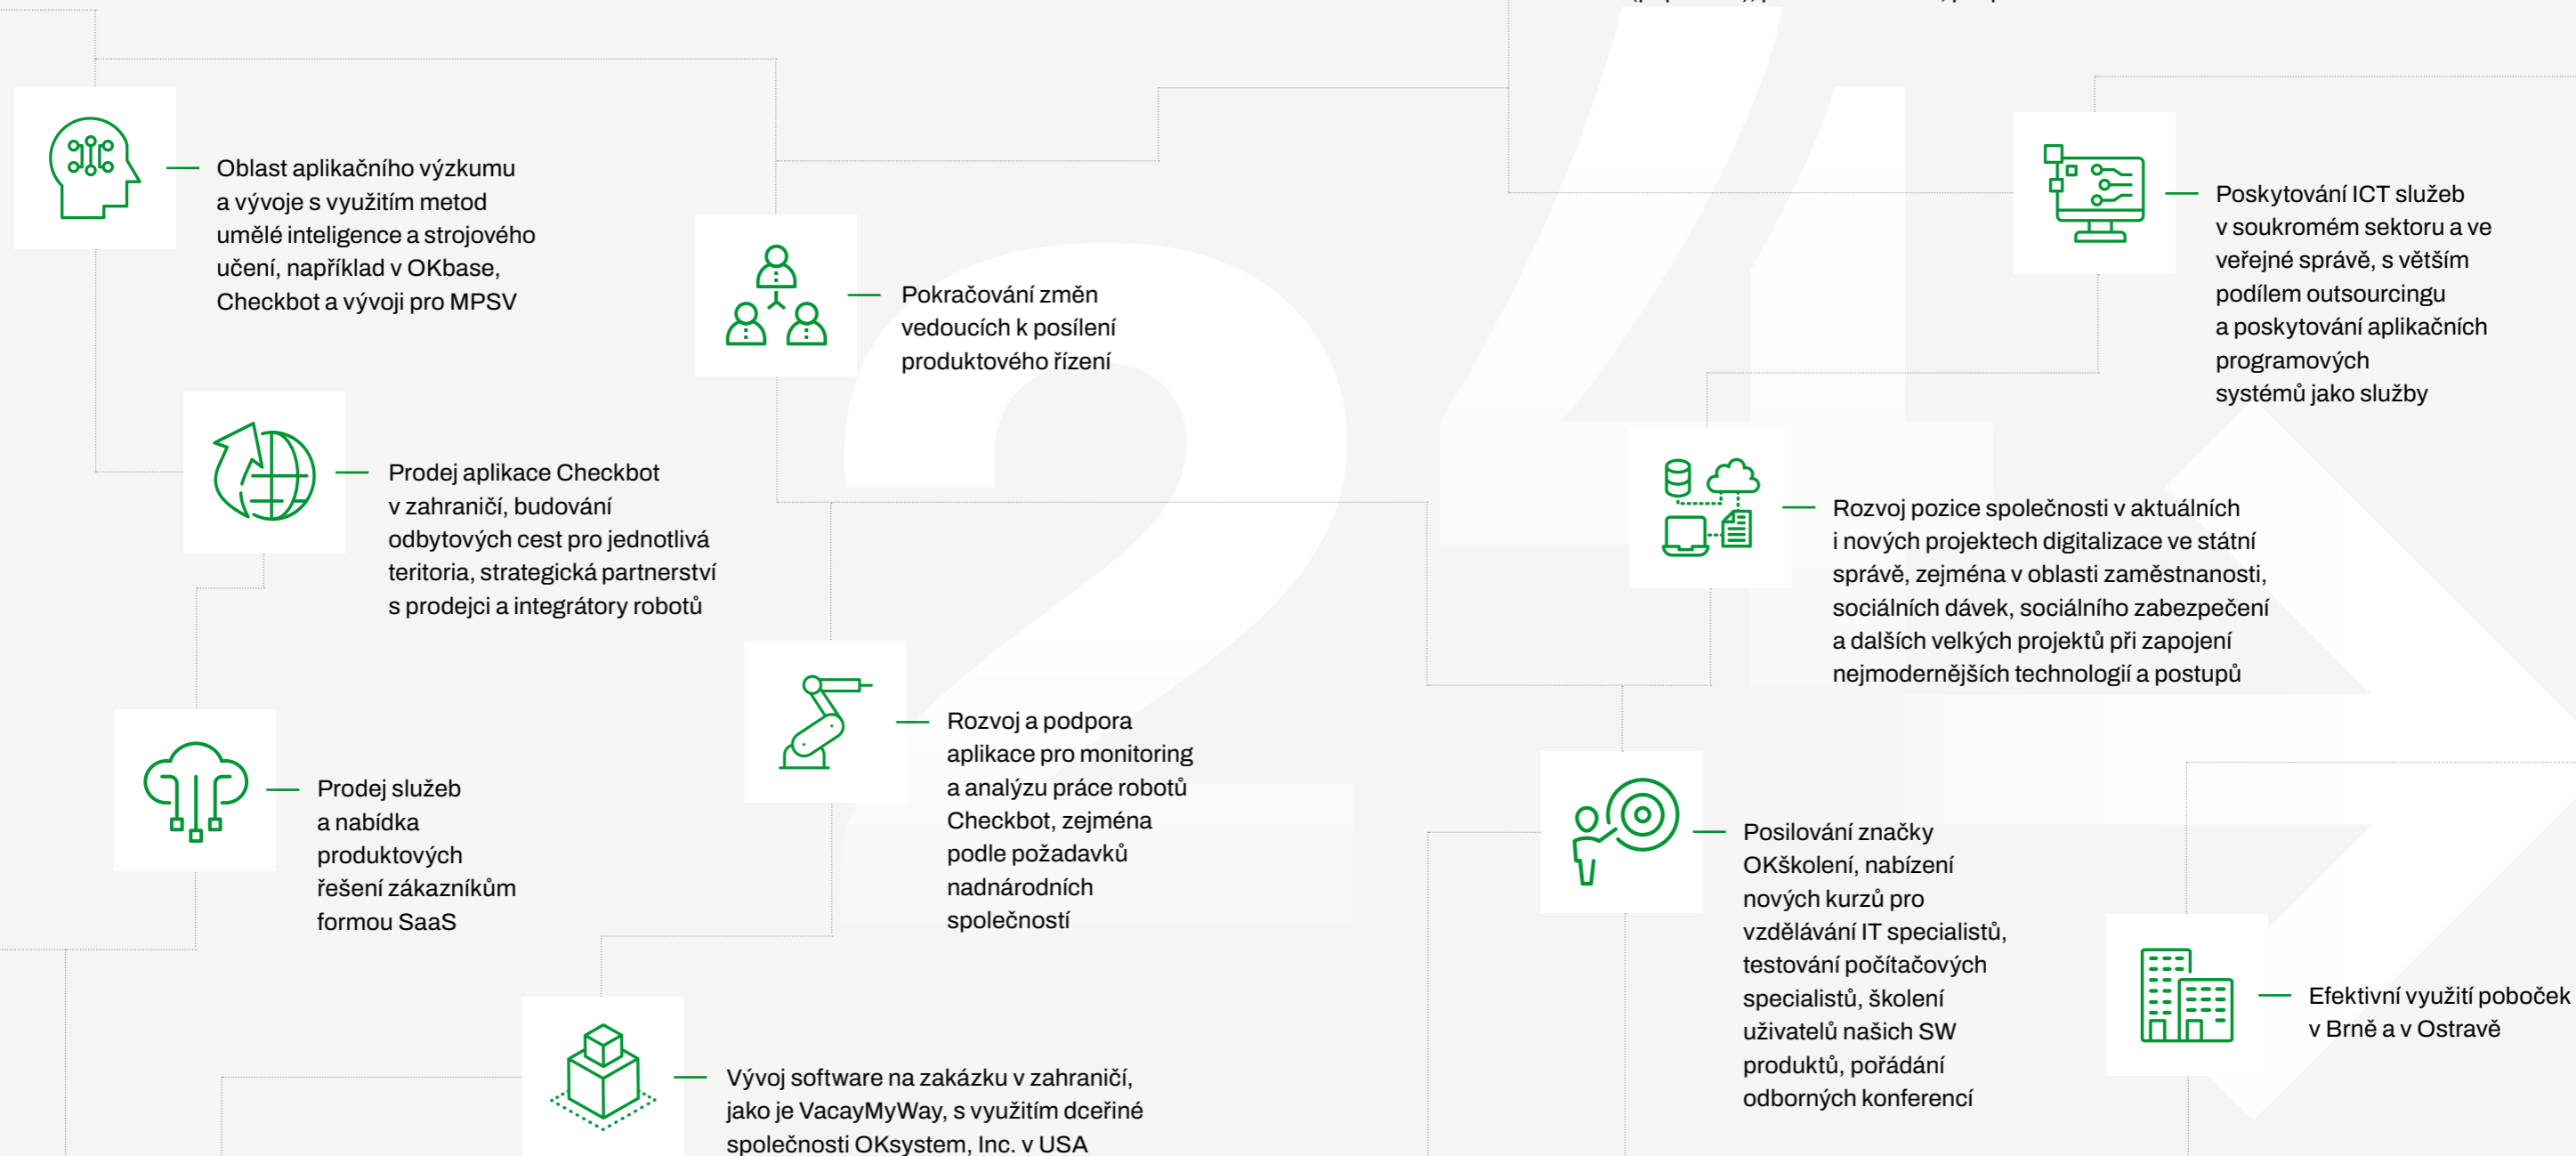 Oblast aplikačního výzkumu
a vývoje s využitím metod
umělé inteligence a strojového
učení, například v OKbase,
Checkbot a vývoji pro MPSV
Pokračování změn
vedoucích k posílení
produktového řízení
Poskytování ICT služeb
v soukromém sektoru a ve
veřejné správě, s větším
podílem outsourcingu
a poskytování aplikačních
programových
systémů jako služby
Prodej aplikace Checkbot
v zahraničí, budování
odbytových cest pro jednotlivá
teritoria, strategická partnerství
s prodejci a integrátory robotů
Rozvoj pozice společnosti v aktuálních
i nových projektech digitalizace ve státní
správě, zejména v oblasti zaměstnanosti,
sociálních dávek, sociálního zabezpečení
a dalších velkých projektů při zapojení
nejmodernějších technologií a postupů
Prodej služeb
a nabídka
produktových
řešení zákazníkům
formou SaaS
Rozvoj a podpora
aplikace pro monitoring
a analýzu práce robotů
Checkbot, zejména
podle požadavků
nadnárodních
společností
Posilování značky
OKškolení, nabízení
nových kurzů pro
vzdělávání IT specialistů,
testování počítačových
specialistů, školení
uživatelů našich SW
produktů, pořádání
odborných konferencí
Efektivní využití poboček
v Brně a v Ostravě
Vývoj software na zakázku v zahraničí,
jako je VacayMyWay, s využitím dceřiné
společnosti OKsystem, Inc. v USA
24